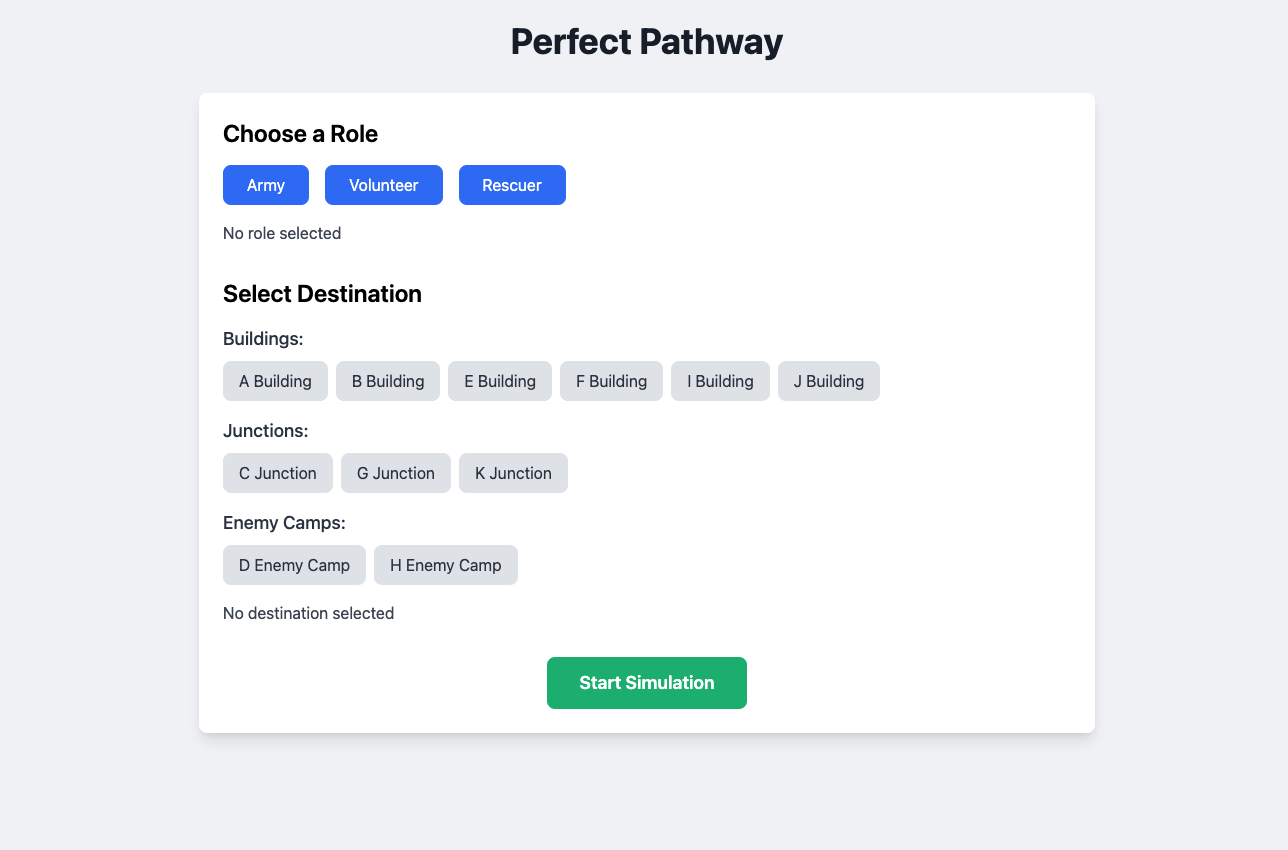 Perfect Pathway
Choose a Role
Army Volunteer Rescuer
No role selected
Select Destination
Buildings:
A Building B Building E Building F Building I Building J Building
Junctions:
C Junction G Junction K Junction
Enemy Camps:
D Enemy Camp H Enemy Camp
No destination selected
Start Simulation